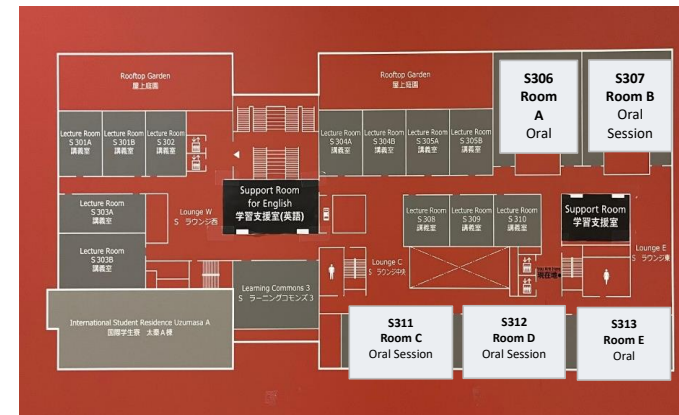 Rooftop Garden
屋上庭園
Rooftop Garden
屋上庭園
S306
Room
A
Oral
S307
Room B
Oral
Session
Lecture Room
S 301A
講義室
Lecture Room
S 301B
講義室
Lecture Room
S 302
講義室
Lecture Room
S 304A
講義室
Lecture Room
S 304B
講義室
Lecture Room
S 305A
講義室
Lecture Room
S 305B
講義室
Support Room
for English
学習支援室(英語)
Lecture Room
S 303A
講義室
Lounge W
S ラウンジ西
Lecture Room
S 308
講義室
Lecture Room
S 309
講義室
Lecture Room
S 310
講義室
Support Room
学習支援室
Lecture Room
S 303B
講義室
Lounge C
S ラウンジ中央
Lounge E
S ラウンジ東
現在地
Learning Commons 3
S ラーニングコモンズ 3
International Student Residence Uzumasa A
国際学生寮 太秦A棟
S311
Room C
Oral Session
S312
Room D
Oral Session
S313
Room E
Oral